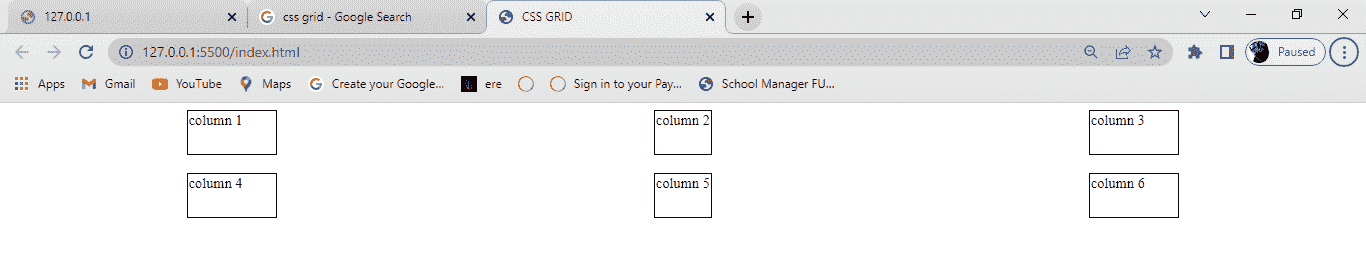 127.0.0.1
css grid - Google Search
CSS GRID
127.0.0.1:5500/index.html
Paused
Apps
Gmail
YouTube
Maps
Create your Google...
ere
Sign in to your Pay...
School Manager FU...
column 1
column 2
column 3
column 4
column 5
column 6